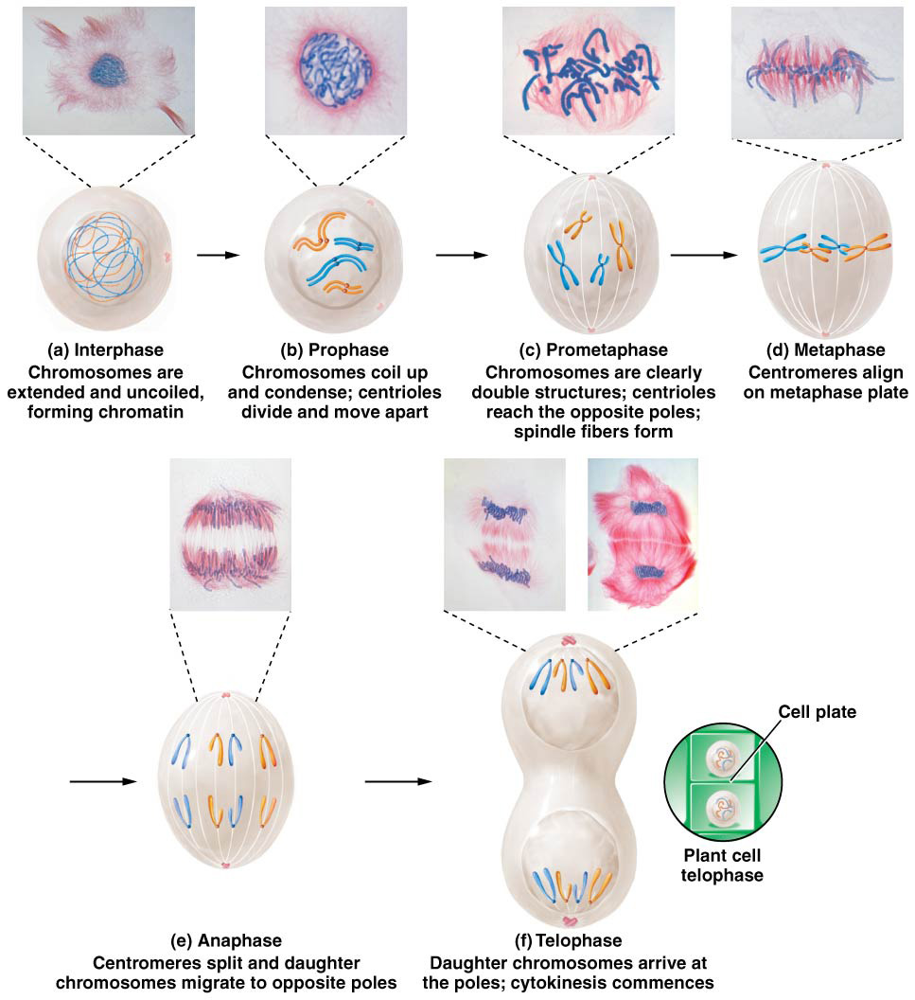 (a) Interphase
Chromosomes are
extended and uncoiled,
forming chromatin
(b) Prophase
Chromosomes coil up
and condense; centrioles
divide and move apart
(c) Prometaphase
Chromosomes are clearly
double structures; centrioles
reach the opposite poles;
spindle fibers form
(d) Metaphase
Centromeres align
on metaphase plate
Cell plate
Plant cell
telophase
(e) Anaphase
Centromeres split and daughter
chromosomes migrate to opposite poles
(f) Telophase
Daughter chromosomes arrive at
the poles; cytokinesis commences